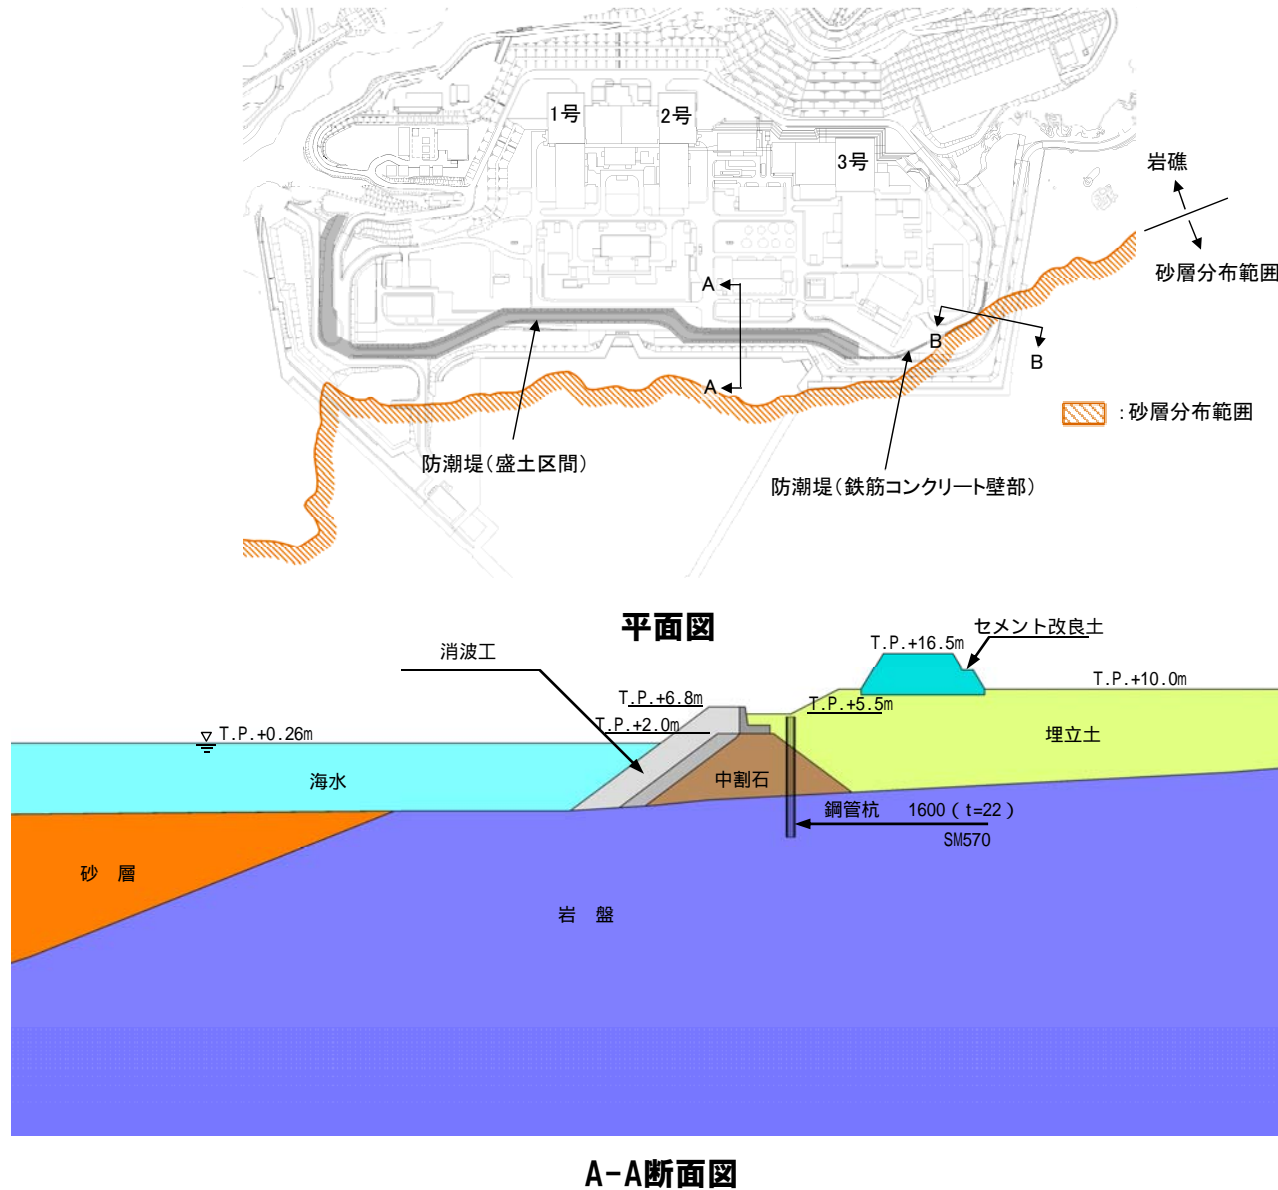 1号
2号
3号
岩礁
砂層分布範囲
A
A
B
B
:砂層分布範囲
防潮堤(盛土区間)
防潮堤(鉄筋コンクリート壁部)
平面図
消波工
T.P.+16.5m
セメント改良土
T.P.+6.8m
T.P.+5.5m
T.P.+10.0m
T.P.+2.0m
▽ T.P.+0.26m
埋立土
海水
中割石
鋼管杭 1600(t=22)
SM570
砂 層
岩 盤
A-A断面図